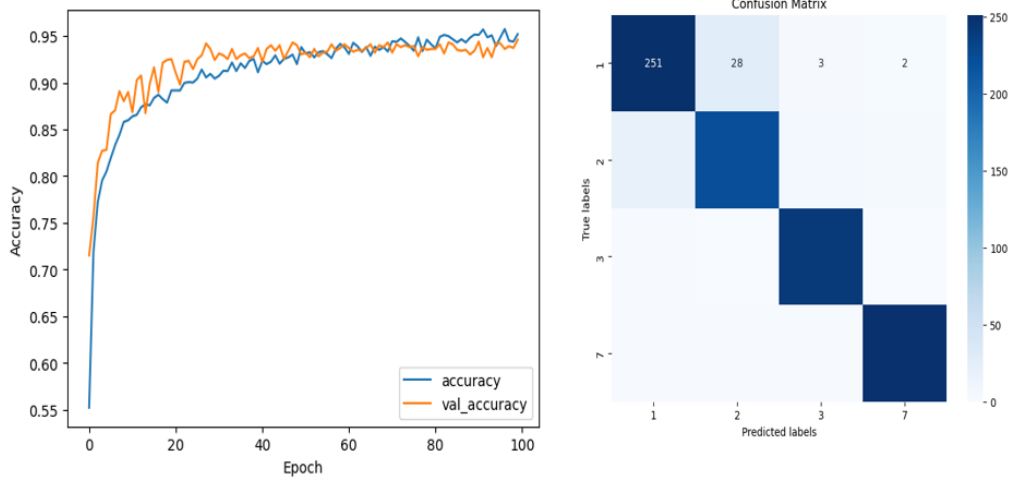 Accuracy
0.95
0.90
0.85
0.80
0.75
0.70
0.65
0.60
0.55
0 20 40 60 80 100
Epoch
accuracy
val_accuracy
Confusion Matrix
True labels
1
2
3
7
251 28 3 2
1 2 3 7
Predicted labels
250
200
150
100
50
0